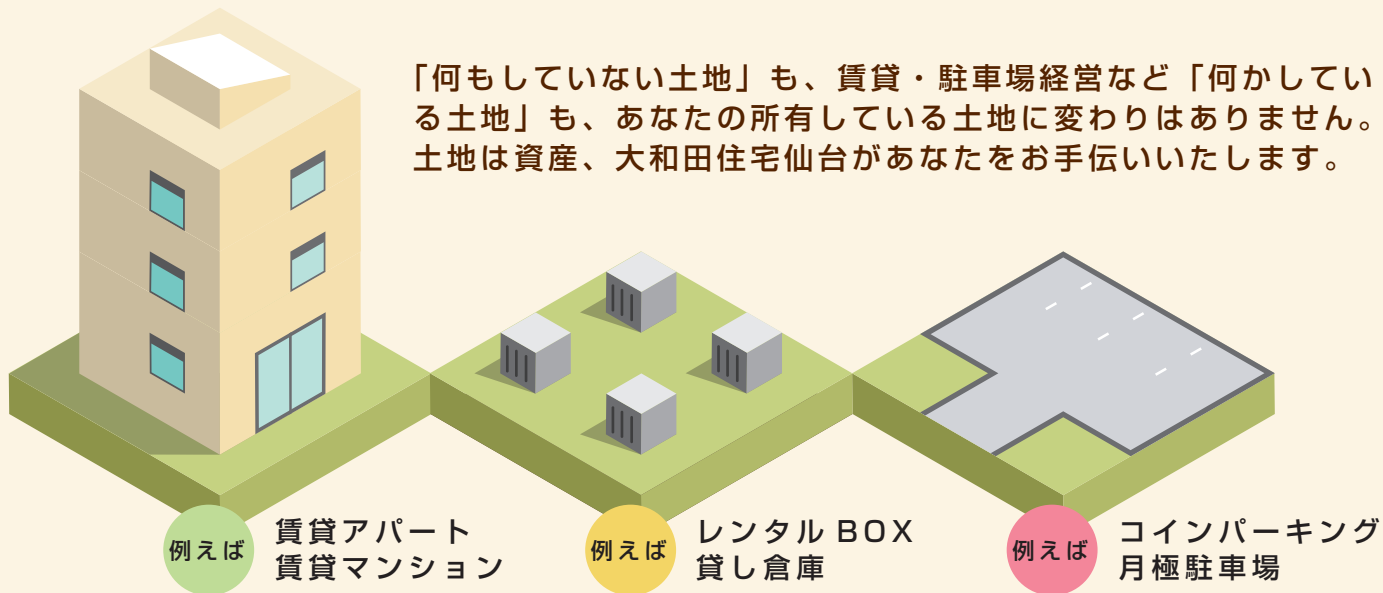 「何もしていない土地」も、賃貸・駐車場経営など「何かしてい
る土地」も、あなたの所有している土地に変わりはありません。
土地は資産、大和田住宅仙台があなたをお手伝いいたします。
例えば
賃貸アパート
賃貸マンション
例えば
レンタルBOX
貸し倉庫
例えば
コインパーキング
月極駐車場